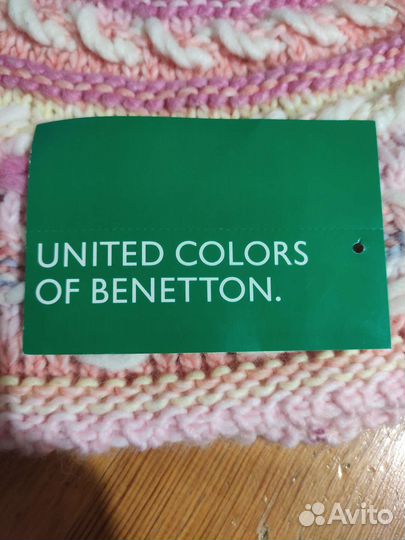 UNITED COLORS
OF BENETTON.
Avito